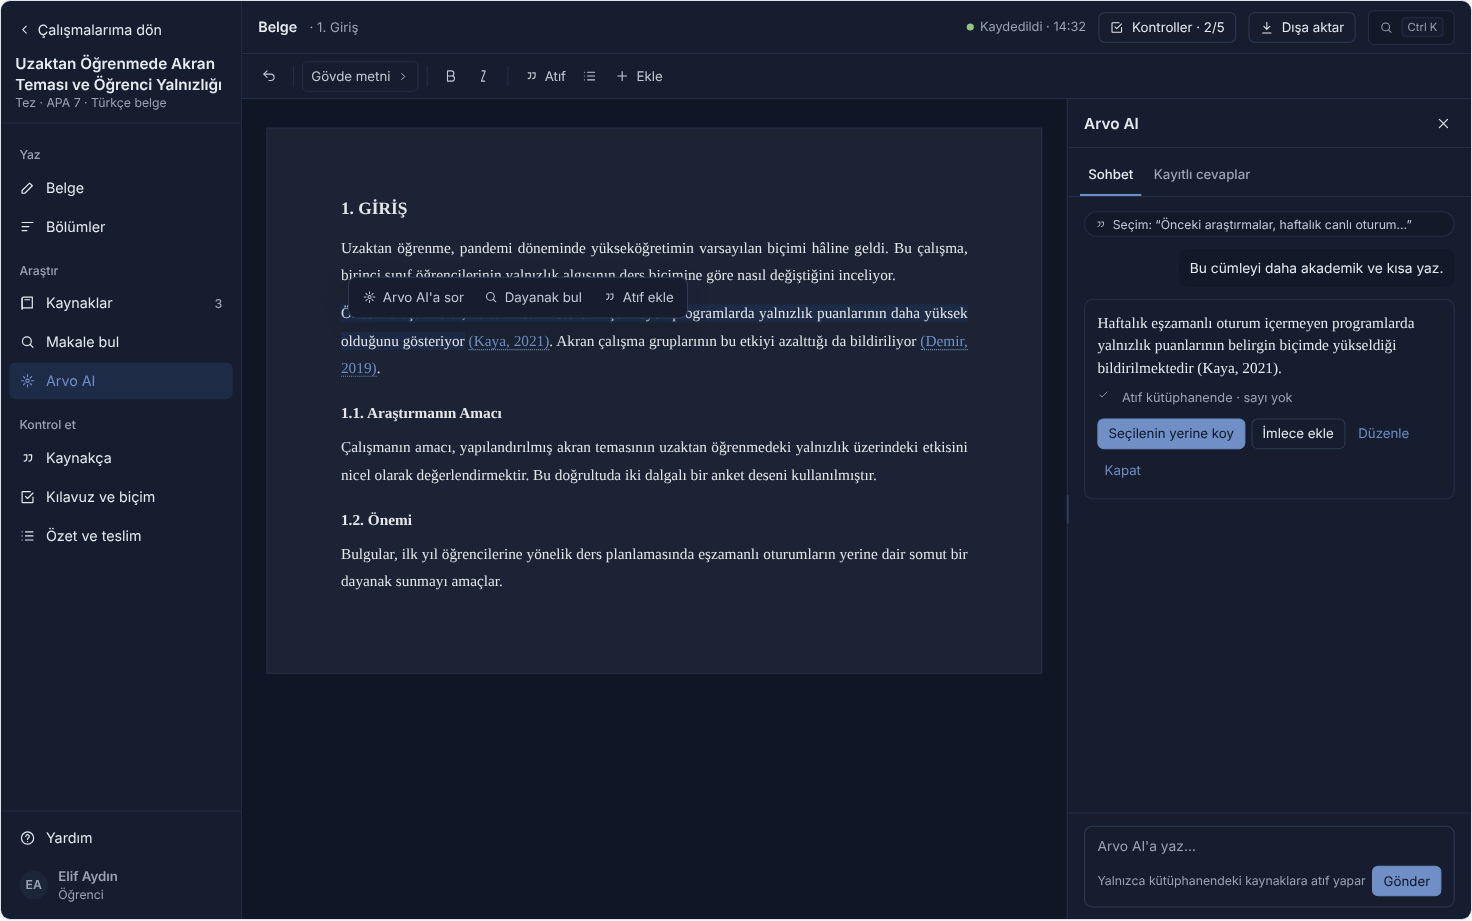 Çalışmalarıma dön
Uzaktan Öğrenmede Akran
Teması ve Öğrenci Yalnızlığı
Tez · APA 7 · Türkçe belge
Yaz
Belge
Bölümler
Araştır
Kaynaklar 3
Makale bul
Arvo AI
Kontrol et
Kaynakça
Kılavuz ve biçim
Özet ve teslim
Yardım
EA
Elif Aydın
Öğrenci
Belge · 1. Giriş
Kaydedildi · 14:32
Kontroller · 2/5
Dışa aktar
Ctrl K
Gövde metni
B I
Atıf
Ekle
1. GİRİŞ
Uzaktan öğrenme, pandemi döneminde yükseköğretimin varsayılan biçimi hâline geldi. Bu çalışma,
birinci sınıf öğrencilerinin yalnızlık algısının ders biçimine göre nasıl değiştiğini inceliyor.
Arvo AI'a sor Dayanak bul Atıf ekle
programlarda yalnızlık puanlarının daha yüksek
olduğunu gösteriyor (Kaya, 2021). Akran çalışma gruplarının bu etkiyi azalttığı da bildiriliyor (Demir,
2019).
1.1. Araştırmanın Amacı
Çalışmanın amacı, yapılandırılmış akran temasının uzaktan öğrenmedeki yalnızlık üzerindeki etkisini
nicel olarak değerlendirmektir. Bu doğrultuda iki dalgalı bir anket deseni kullanılmıştır.
1.2. Önemi
Bulgular, ilk yıl öğrencilerine yönelik ders planlamasında eşzamanlı oturumların yerine dair somut bir
dayanak sunmayı amaçlar.
Arvo AI
Sohbet Kayıtlı cevaplar
Seçim: “Önceki araştırmalar, haftalık canlı oturum…”
Bu cümleyi daha akademik ve kısa yaz.
Haftalık eşzamanlı oturum içermeyen programlarda
yalnızlık puanlarının belirgin biçimde yükseldiği
bildirilmektedir (Kaya, 2021).
Atıf kütüphanende · sayı yok
Seçilenin yerine koy
İmlece ekle
Düzenle
Kapat
Arvo AI'a yaz…
Yalnızca kütüphanendeki kaynaklara atıf yapar
Gönder